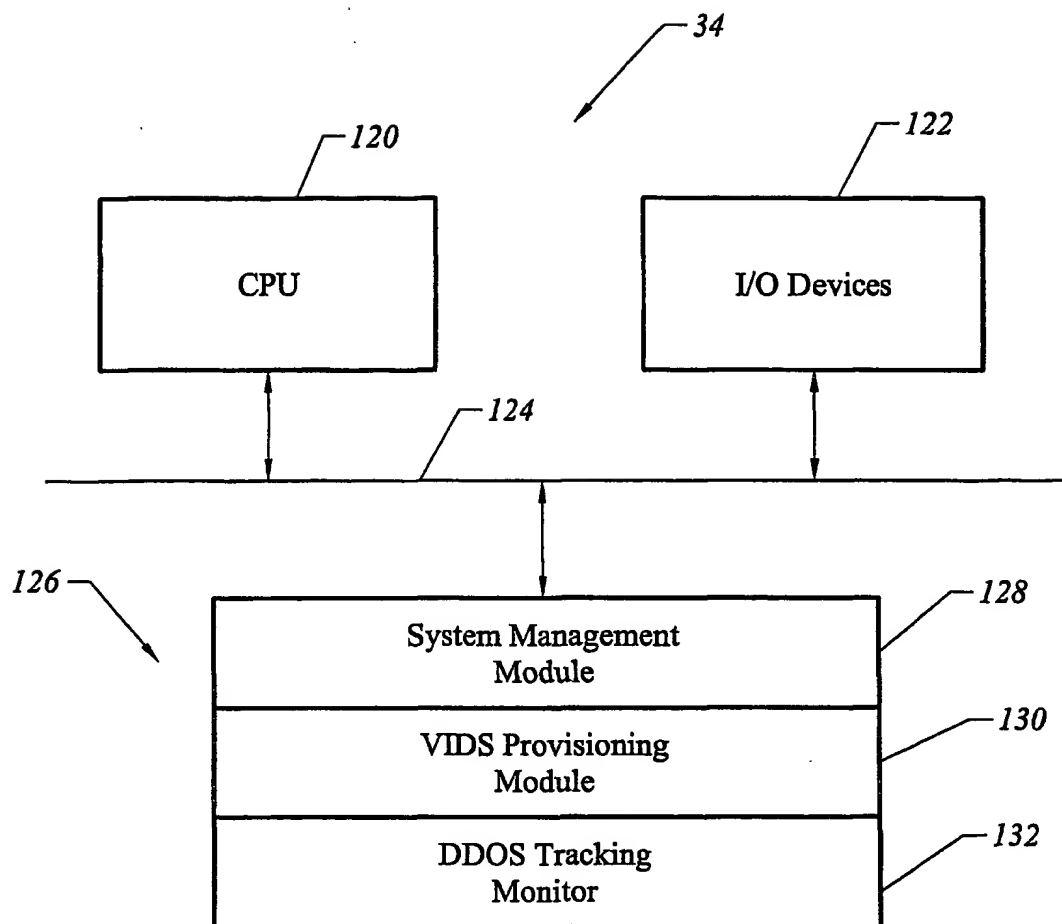 34
120
122
CPU
I/O Devices
124
126
128
System Management
Module
130
VIDS Provisioning
Module
132
DDOS Tracking
Monitor